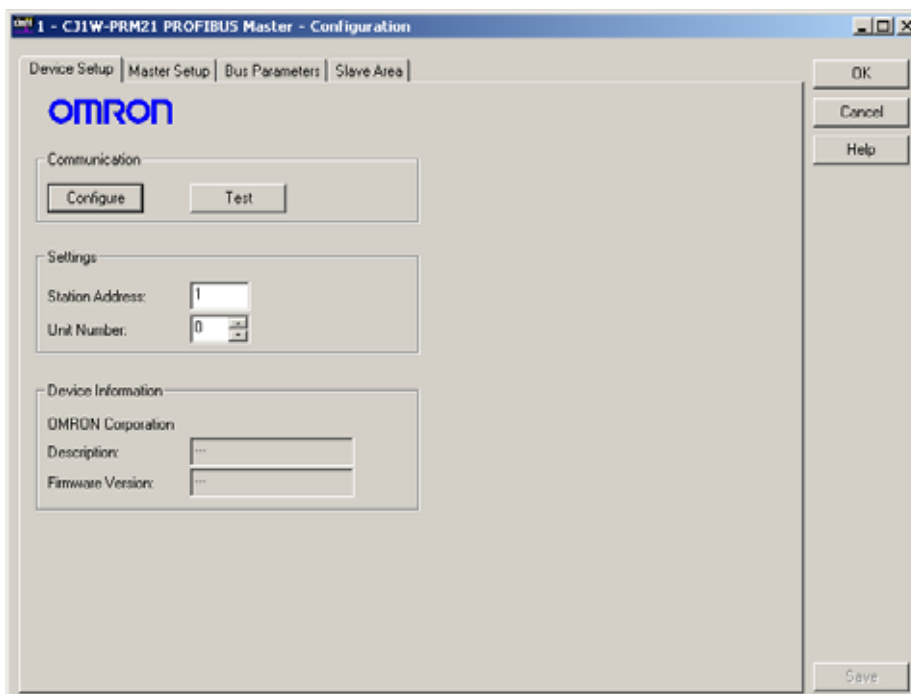 1 - CJ1W-PRM21 PROFIBUS Master - Configuration
Device Setup Master Setup Bus Parameters Slave Area
OK
Cancel
Help
OMRON
Communication
Configure Test
Settings
Station Address: 1
Unit Number: 0
Device Information
OMRON Corporation
Description: ...
Firmware Version: ...
Save